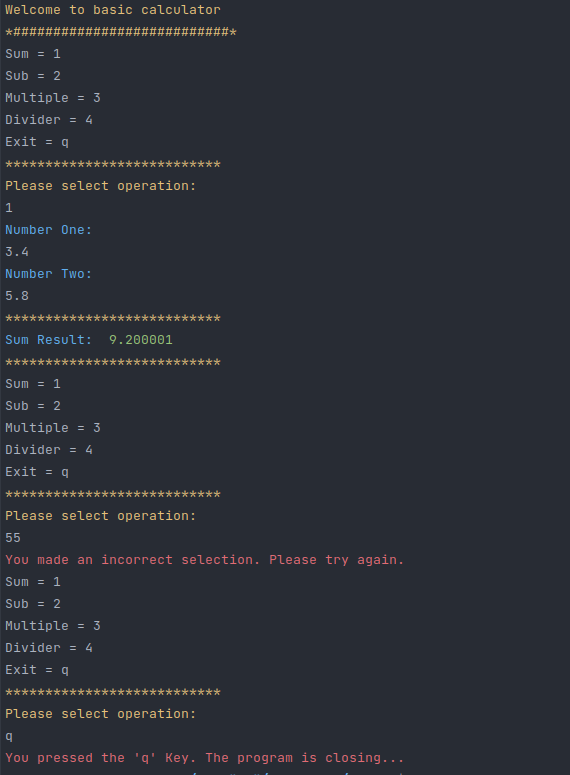 Welcome to basic calculator
*###########################*
Sum = 1
Sub = 2
Multiple = 3
Divider = 4
Exit = q
***************************
Please select operation:
1
Number One:
3.4
Number Two:
5.8
***************************
Sum Result:  9.200001
***************************
Sum = 1
Sub = 2
Multiple = 3
Divider = 4
Exit = q
***************************
Please select operation:
55
You made an incorrect selection. Please try again.
Sum = 1
Sub = 2
Multiple = 3
Divider = 4
Exit = q
***************************
Please select operation:
q
You pressed the 'q' Key. The program is closing...